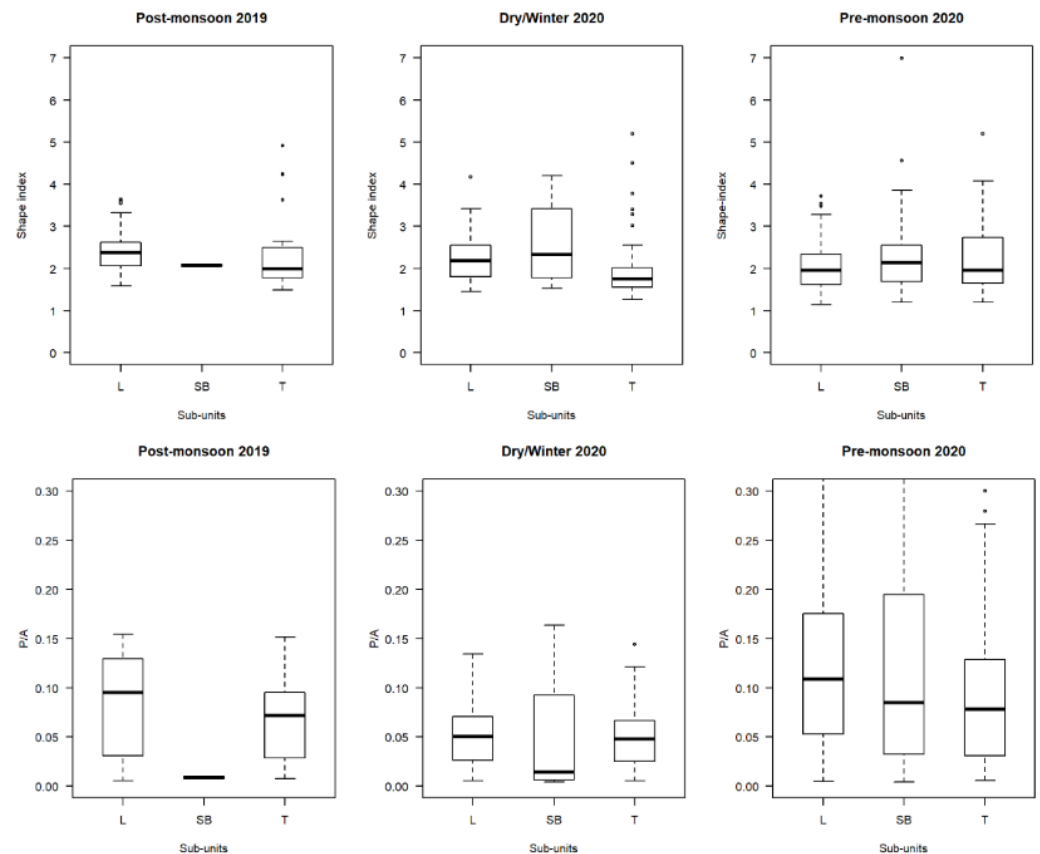 Post-monsoon 2019
Shape index
7
6
5
4
3
2
1
0
L SB T
Sub-units
Dry/Winter 2020
Shape index
7
6
5
4
3
2
1
0
L SB T
Sub-units
Pre-monsoon 2020
Shape-index
7
6
5
4
3
2
1
0
L SB T
Sub-units
Post-monsoon 2019
P/A
0.30
0.25
0.20
0.15
0.10
0.05
0.00
L SB T
Sub-units
Dry/Winter 2020
P/A
0.30
0.25
0.20
0.15
0.10
0.05
0.00
L SB T
Sub-units
Pre-monsoon 2020
P/A
0.30
0.25
0.20
0.15
0.10
0.05
0.00
L SB T
Sub-units